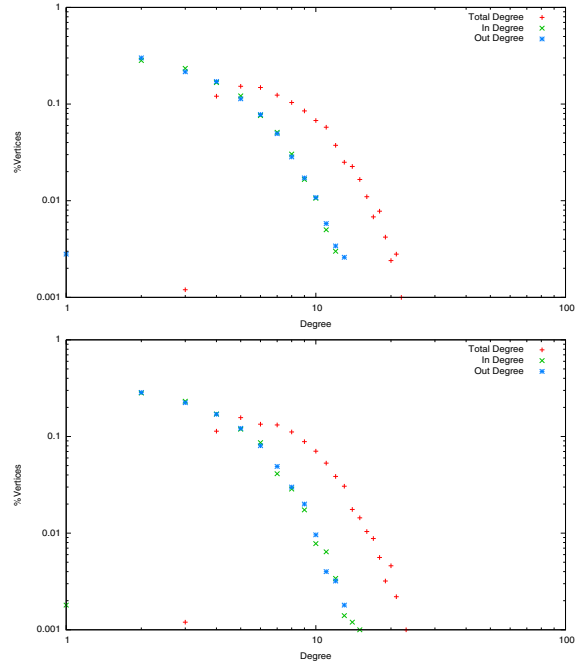 1
Total Degree
In Degree
Out Degree
0.1
%Vertices
0.01
0.001
1
10
100
Degree
1
Total Degree
In Degree
Out Degree
0.1
%Vertices
0.01
0.001
1
10
100
Degree